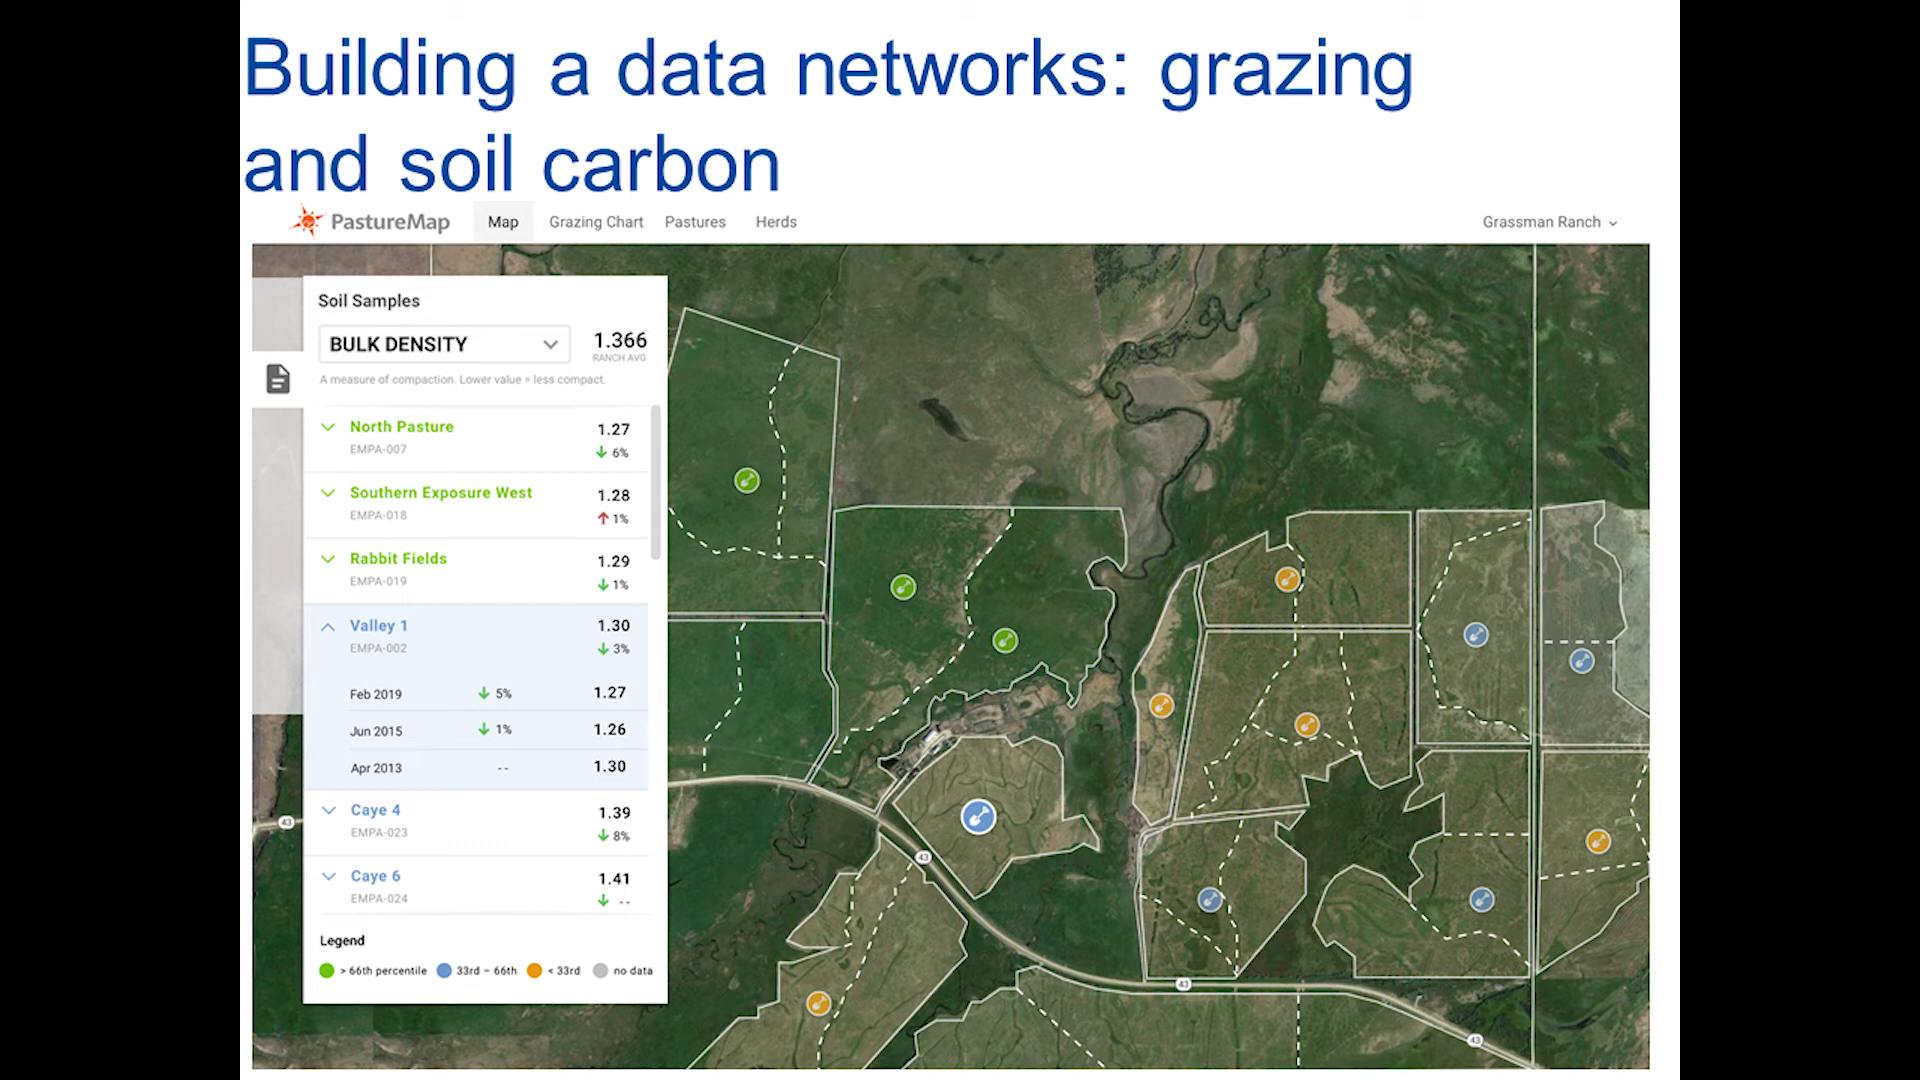 Building a data networks: grazing
and soil carbon
PastureMap
Map
Grazing Chart
Pastures
Herds
Grassman Ranch
Soil Samples
BULK DENSITY
1.366
RANCH AVG
A measure of compaction. Lower value = less compact.
North Pasture
1.27
EMPA-007
6%
Southern Exposure West
1.28
EMPA-018
1%
Rabbit Fields
1.29
EMPA-019
1%
Valley 1
1.30
EMPA-002
3%
Feb 2019 5% 1.27
Jun 2015 1% 1.26
Apr 2013 -- 1.30
Caye 4
1.39
EMPA-023
8%
Caye 6
1.41
EMPA-024
--
Legend
> 66th percentile 33rd – 66th < 33rd no data
43
43
43
43